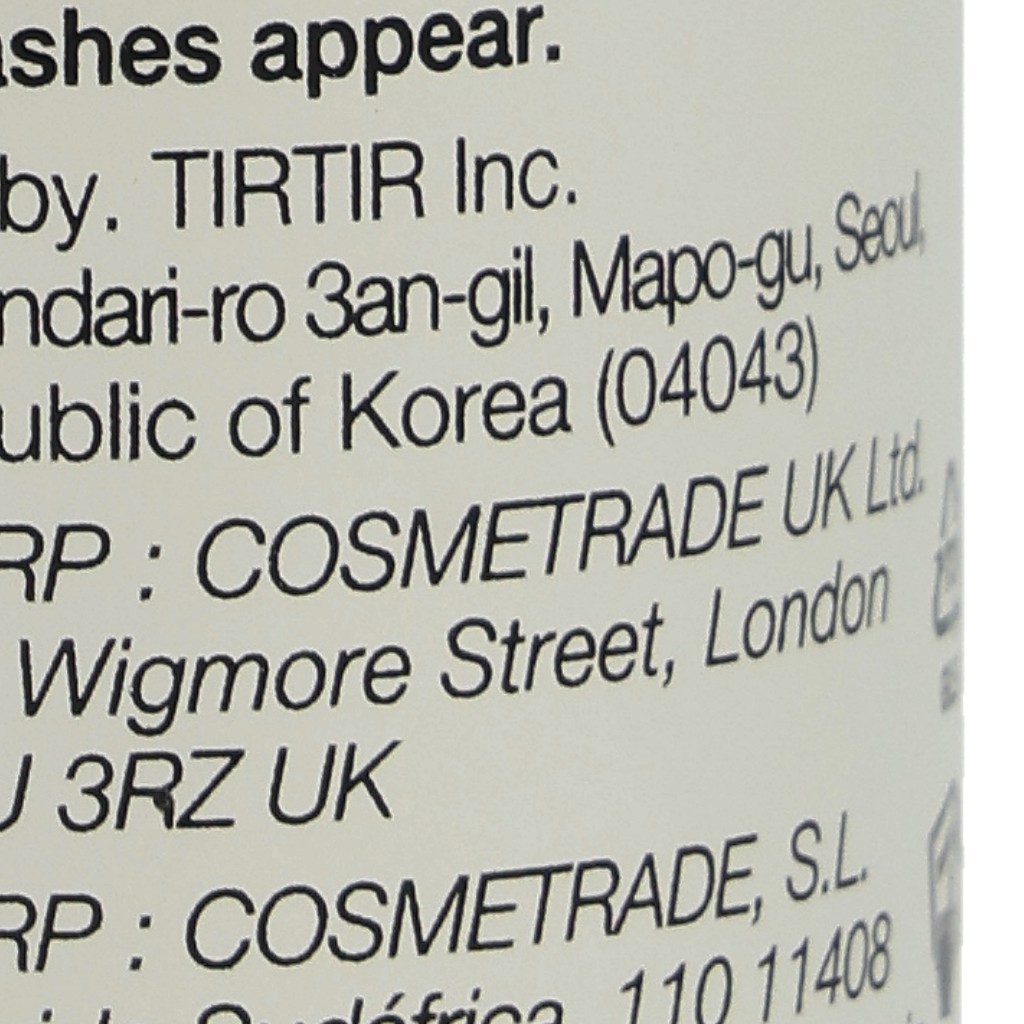 ashes appear.
by. TIRTIR Inc.
ndari-ro 3an-gil, Mapo-gu, Seoul,
ublic of Korea (04043)
RP : COSMETRADE UK Ltd.
Wigmore Street, London
U 3RZ UK
RP : COSMETRADE, S.L.
Sudáfrica, 110 11408